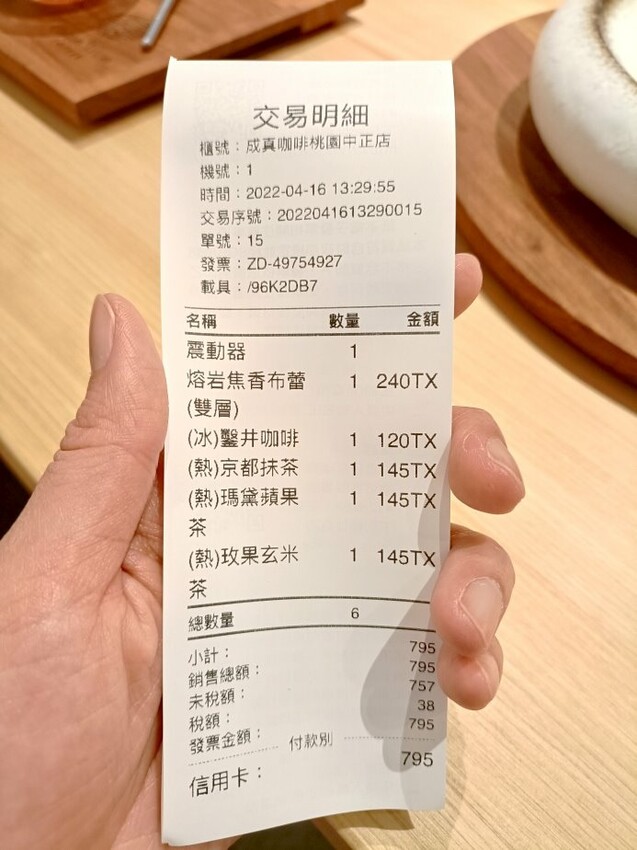 交易明細
櫃號：成真咖啡桃園中正店
機號：1
時間：2022-04-16 13:29:55
交易序號：2022041613290015
單號：15
發票：ZD-49754927
載具：/96K2DB7
名稱 數量 金額
震動器 1
熔岩焦香布蕾 1 240TX
(雙層)
(冰)鑿井咖啡 1 120TX
(熱)京都抹茶 1 145TX
(熱)瑪黛蘋果 1 145TX
茶
(熱)玫果玄米 1 145TX
茶
總數量 6
小計： 795
銷售總額： 795
未稅額： 757
稅額： 38
發票金額： 795
付款別
信用卡： 795